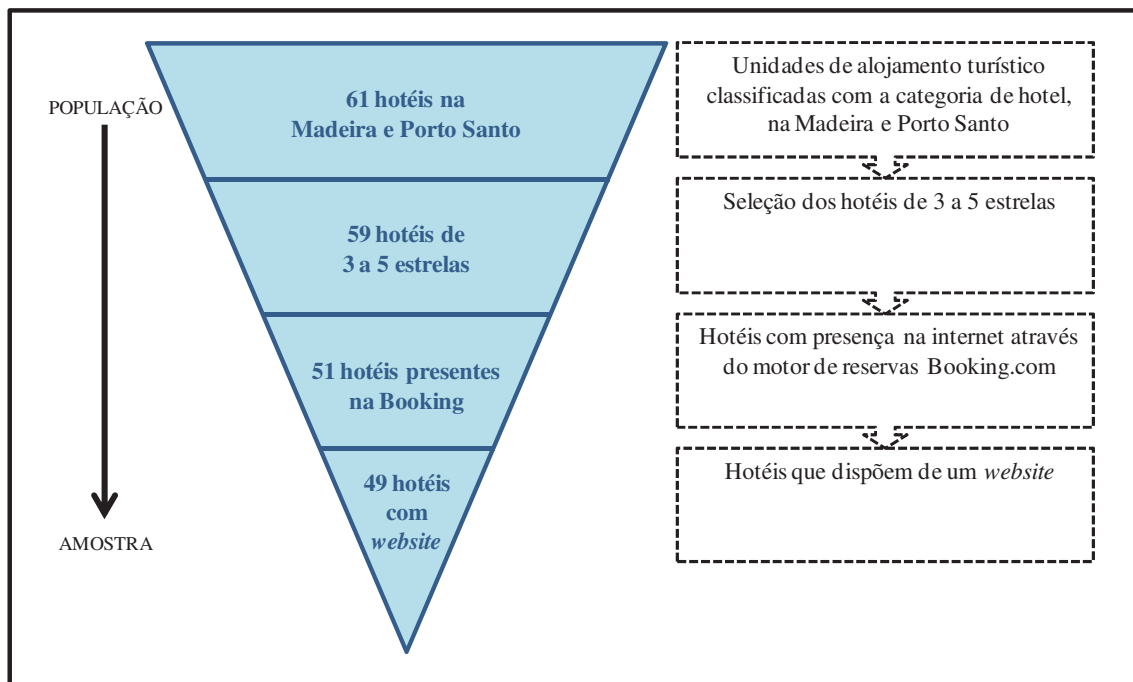 POPULAÇÃO
AMOSTRA
61 hotéis na
Madeira e Porto Santo
59 hotéis de
3 a 5 estrelas
51 hotéis presentes
na Booking
49 hotéis
com
website
Unidades de alojamento turístico
classificadas com a categoria de hotel,
na Madeira e Porto Santo
Seleção dos hotéis de 3 a 5 estrelas
Hotéis com presença na internet através
do motor de reservas Booking.com
Hotéis que dispõem de um website